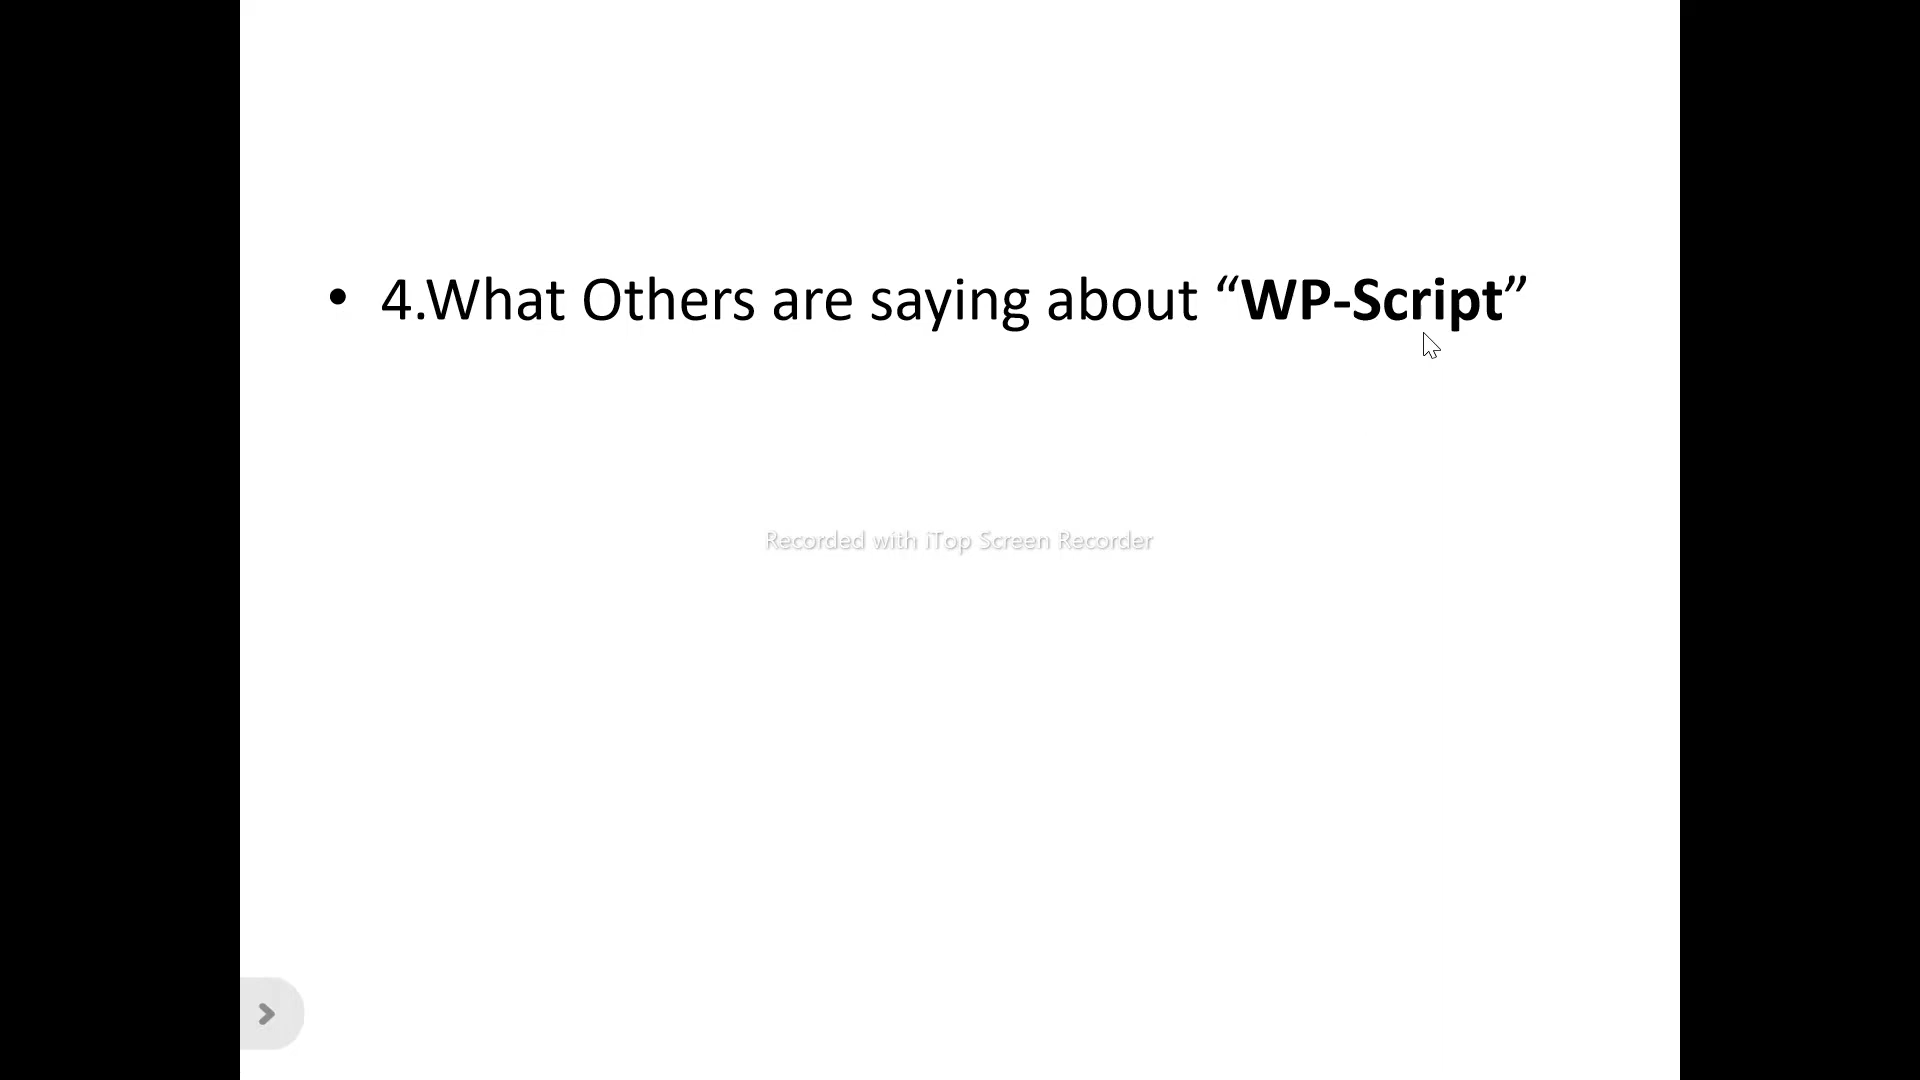 • 4.What Others are saying about “WP-Script”
Recorded with iTop Screen Recorder